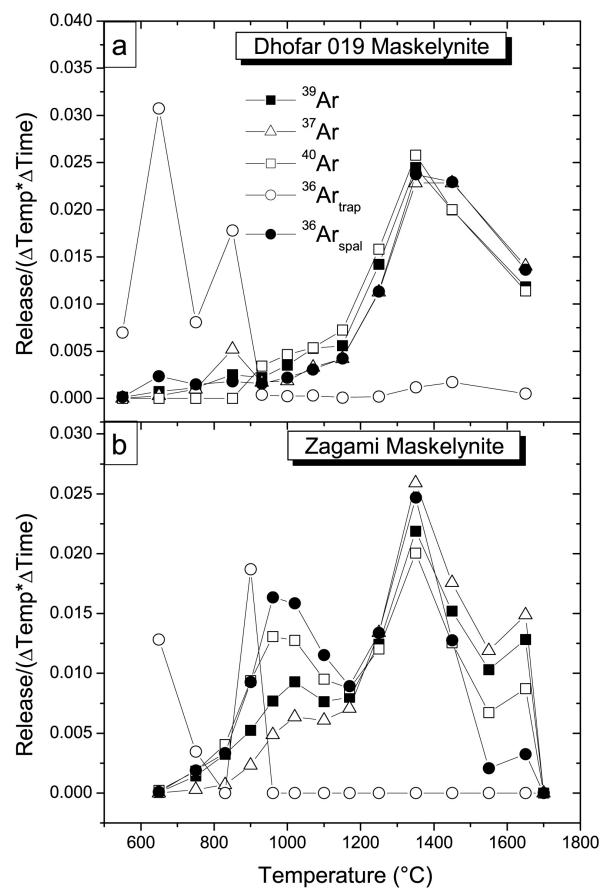 a
Dhofar 019 Maskelynite
0.040
0.035
0.030
0.025
0.020
0.015
0.010
0.005
0.000
Release/(ΔTemp*ΔTime)
³⁹Ar
³⁷Ar
⁴⁰Ar
³⁶Ar_trap
³⁶Ar_spal
b
Zagami Maskelynite
0.030
0.025
0.020
0.015
0.010
0.005
0.000
Release/(ΔTemp*ΔTime)
600 800 1000 1200 1400 1600 1800
Temperature (°C)